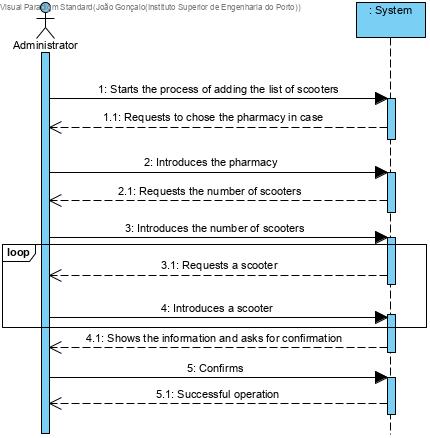 Visual Paradigm Standard(João Gonçalo(Instituto Superior de Engenharia do Porto))
: System
Administrator
1: Starts the process of adding the list of scooters
1.1: Requests to chose the pharmacy in case
2: Introduces the pharmacy
2.1: Requests the number of scooters
3: Introduces the number of scooters
loop
3.1: Requests a scooter
4: Introduces a scooter
4.1: Shows the information and asks for confirmation
5: Confirms
5.1: Successful operation